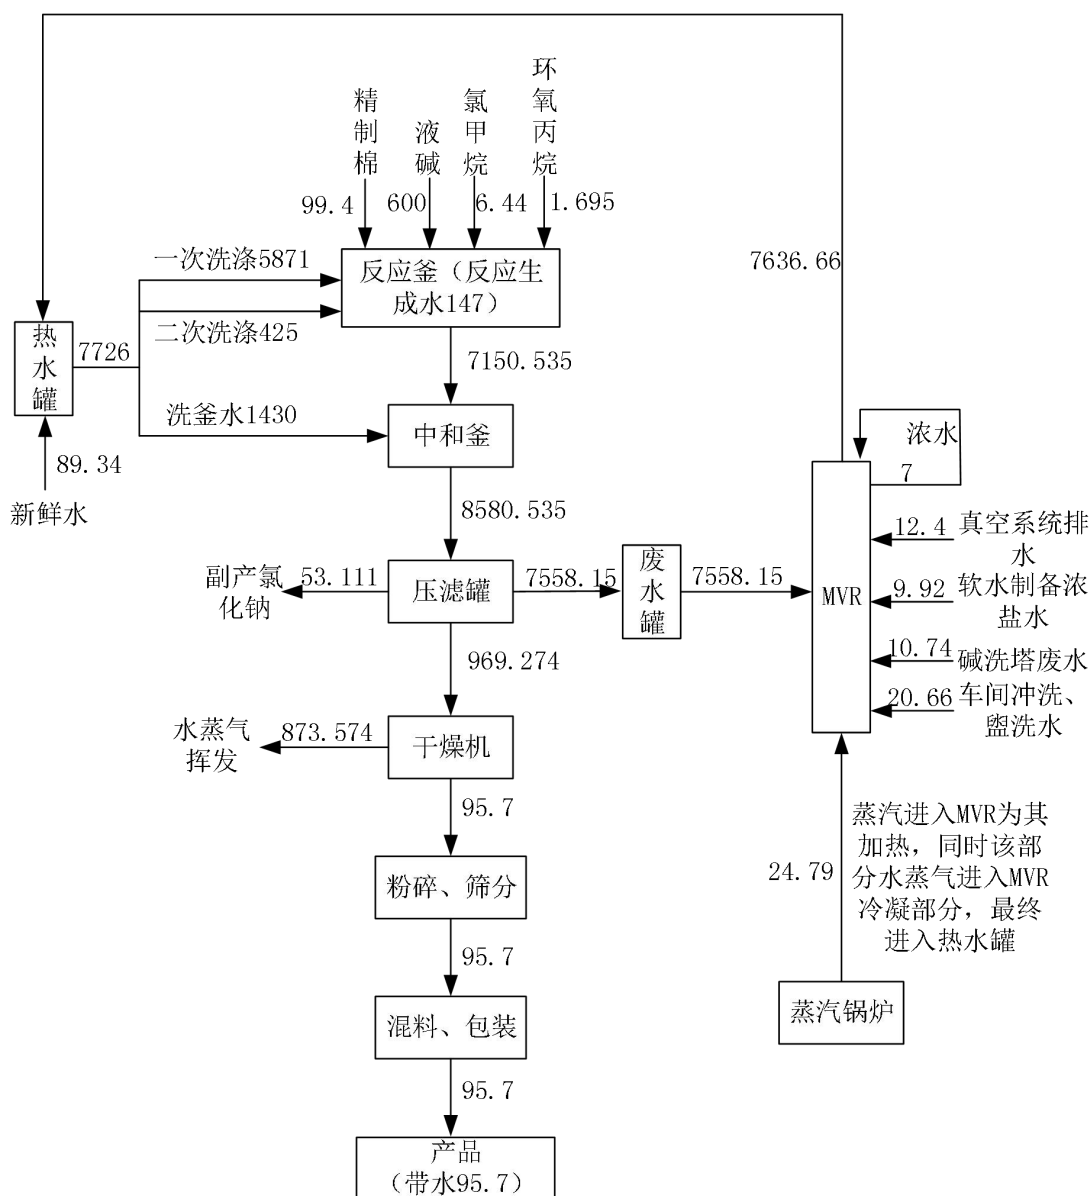 精制棉
液碱
氯甲烷
环氧丙烷
99.4
600
6.44
1.695
一次洗涤5871
反应釜（反应生
成水147）
7636.66
热水罐
7726
二次洗涤425
7150.535
洗釜水1430
中和釜
浓水
7
89.34
新鲜水
8580.535
12.4
真空系统排
水
副产氯
化钠
53.111
压滤罐
7558.15
废水罐
7558.15
MVR
9.92
软水制备浓
盐水
969.274
10.74
碱洗塔废水
20.66
车间冲洗、
盥洗水
水蒸气
挥发
873.574
干燥机
95.7
蒸汽进入MVR为其
加热，同时该部
分水蒸气进入MVR
冷凝部分，最终
进入热水罐
24.79
粉碎、筛分
95.7
蒸汽锅炉
混料、包装
95.7
产品
（带水95.7）